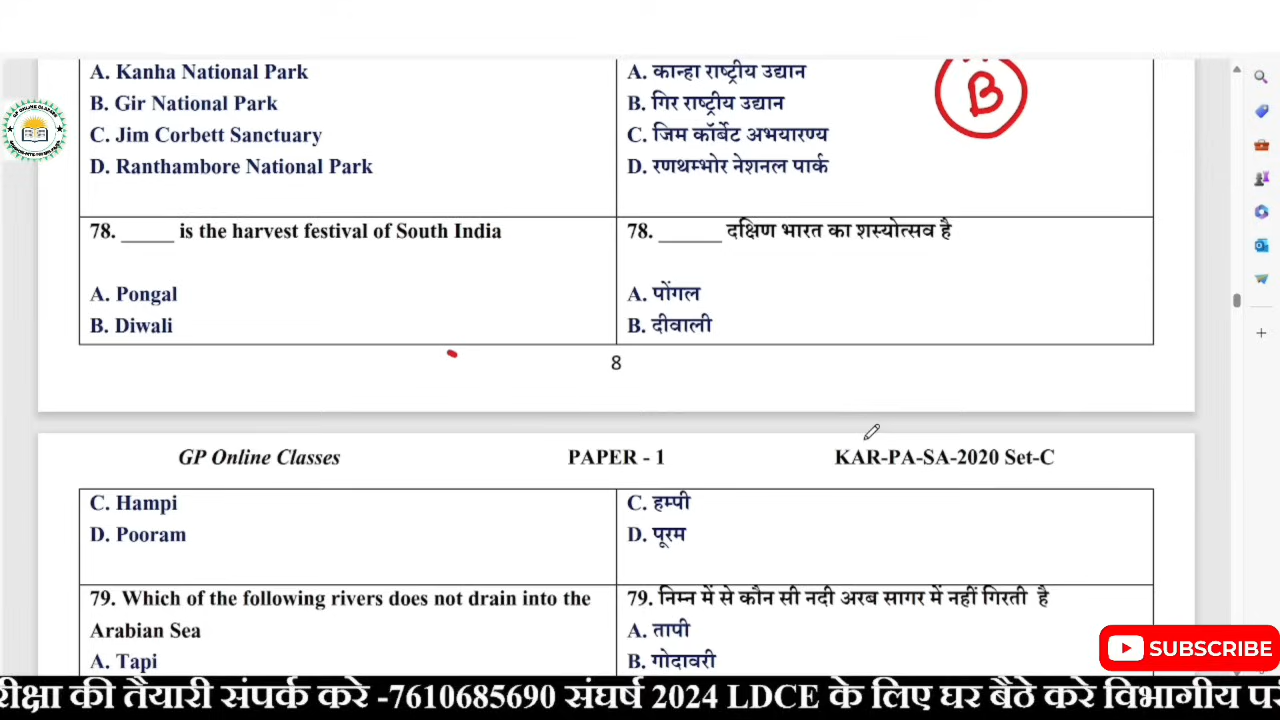 A. Kanha National Park
B. Gir National Park
C. Jim Corbett Sanctuary
D. Ranthambore National Park
A. कान्हा राष्ट्रीय उद्यान
B. गिर राष्ट्रीय उद्यान
C. जिम कॉर्बेट अभयारण्य
D. रणथम्भोर नेशनल पार्क
B
78. _____ is the harvest festival of South India
A. Pongal
B. Diwali
78. ______ दक्षिण भारत का शस्योत्सव है
A. पोंगल
B. दीवाली
8
GP Online Classes PAPER - 1 KAR-PA-SA-2020 Set-C
C. Hampi
D. Pooram
C. हम्पी
D. पूरम
79. Which of the following rivers does not drain into the
Arabian Sea
A. Tapi
79. निम्न में से कौन सी नदी अरब सागर में नहीं गिरती है
A. तापी
B. गोदावरी
SUBSCRIBE
रीक्षा की तैयारी संपर्क करे -7610685690 संघर्ष 2024 LDCE के लिए घर बैठे करे विभागीय पर